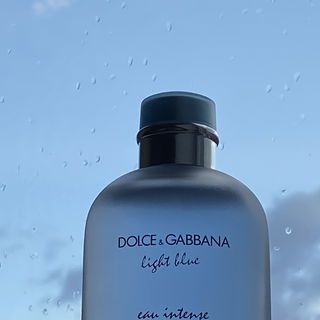 DOLCE & GABBANA
light blue
eau intense